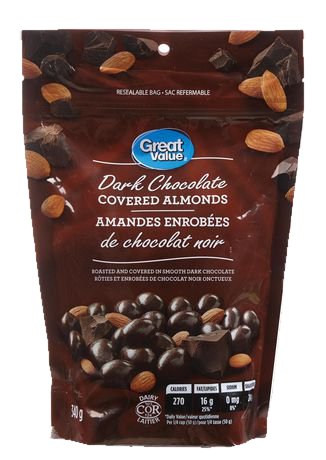 RESEALABLE BAG • SAC REFERMABLE
Great
Value
Dark Chocolate
COVERED ALMONDS
AMANDES ENROBÉES
de chocolat noir
ROASTED AND COVERED IN SMOOTH DARK CHOCOLATE
RÔTIES ET ENROBÉES DE CHOCOLAT NOIR ONCTUEUX
CALORIES FAT/LIPIDES SODIUM
270 16 g 0 mg
25%* 0%*
*Daily Value/valeur quotidienne
Per 1/4 cup (50 g)/pour 1/4 tasse (50 g)
DAIRY
COR
LAITIER
340 g